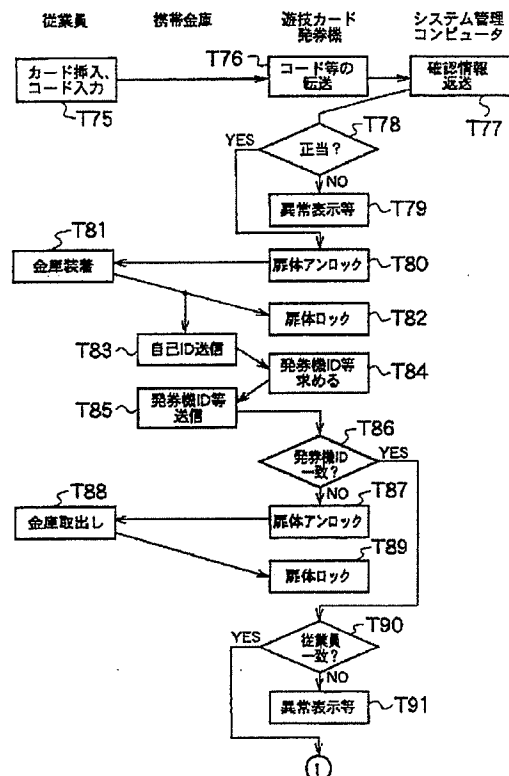 従業員
携帯金庫
遊技カード
発券機
システム管理
コンピュータ
カード挿入、
コード入力
T75
T76
コード等の
転送
確認情報
返送
T77
T78
正当?
YES
NO
異常表示等
T79
T81
金庫装着
扉体アンロック
T80
扉体ロック
T82
T83
自己ID送信
発券機ID等
求める
T84
T85
発券機ID等
送信
T86
発券機ID
一致?
YES
NO
T88
金庫取出し
T87
扉体アンロック
T89
扉体ロック
T90
YES
従業員
一致?
NO
異常表示等
T91
①